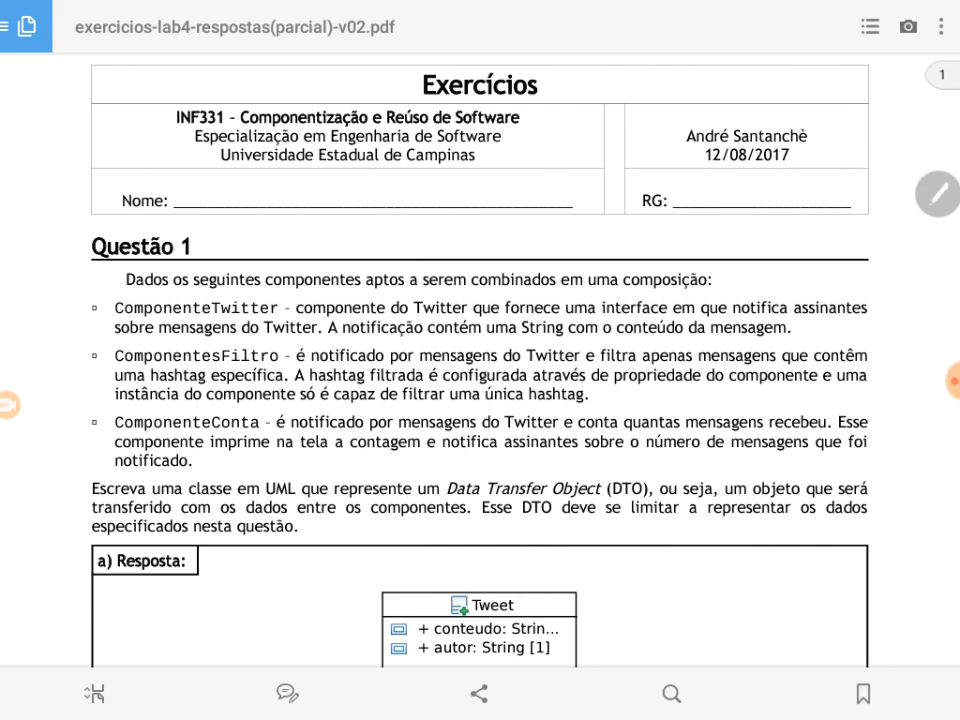 exercicios-lab4-respostas(parcial)-v02.pdf
1
Exercícios
INF331 - Componentização e Reúso de Software
Especialização em Engenharia de Software
Universidade Estadual de Campinas
André Santanchè
12/08/2017
Nome: ___
RG: ___
Questão 1
Dados os seguintes componentes aptos a serem combinados em uma composição:
ComponenteTwitter - componente do Twitter que fornece uma interface em que notifica assinantes
sobre mensagens do Twitter. A notificação contém uma String com o conteúdo da mensagem.
ComponentesFiltro - é notificado por mensagens do Twitter e filtra apenas mensagens que contêm
uma hashtag específica. A hashtag filtrada é configurada através de propriedade do componente e uma
instância do componente só é capaz de filtrar uma única hashtag.
ComponenteConta - é notificado por mensagens do Twitter e conta quantas mensagens recebeu. Esse
componente imprime na tela a contagem e notifica assinantes sobre o número de mensagens que foi
notificado.
Escreva uma classe em UML que represente um Data Transfer Object (DTO), ou seja, um objeto que será
transferido com os dados entre os componentes. Esse DTO deve se limitar a representar os dados
especificados nesta questão.
a) Resposta:
Tweet
+ conteudo: Strin...
+ autor: String [1]